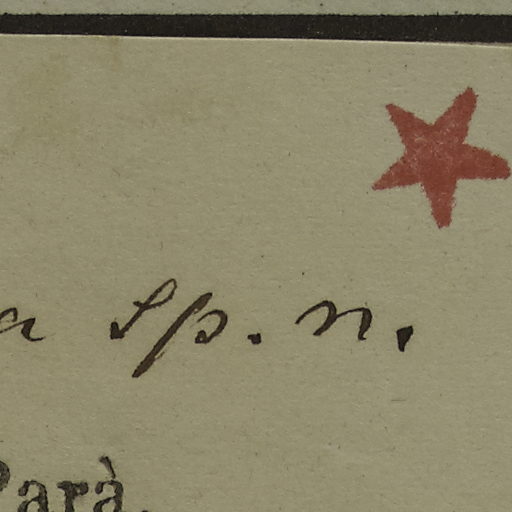 a sp. n.
Parà.